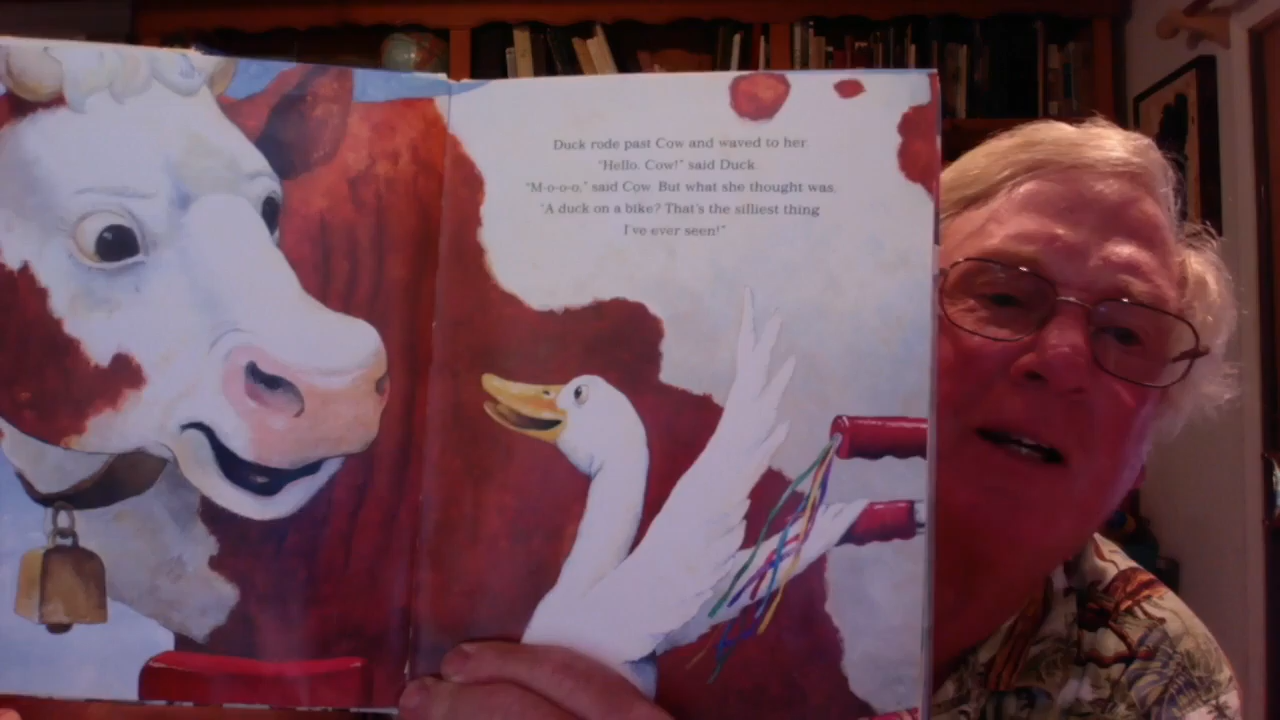 Duck rode past Cow and waved to her.
"Hello, Cow!" said Duck.
"M-o-o-o," said Cow. But what she thought was,
"A duck on a bike? That's the silliest thing
I've ever seen!"